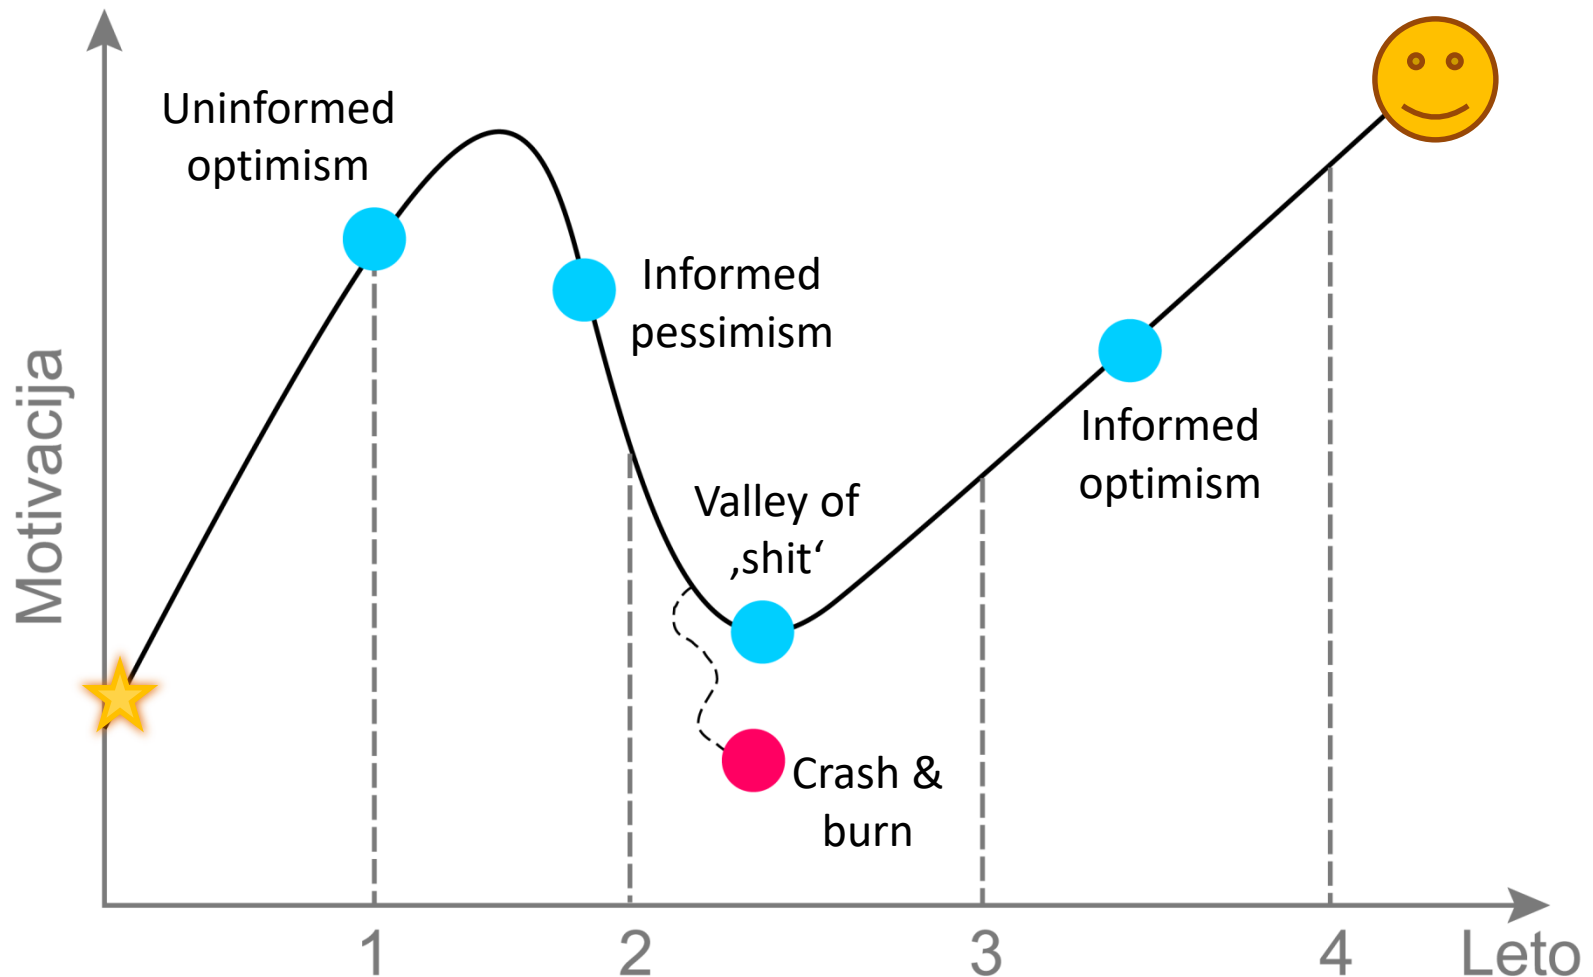 Uninformed
optimism
Informed
pessimism
Informed
optimism
Valley of
‚shit‘
Crash &
burn
Motivacija
1 2 3 4 Leto